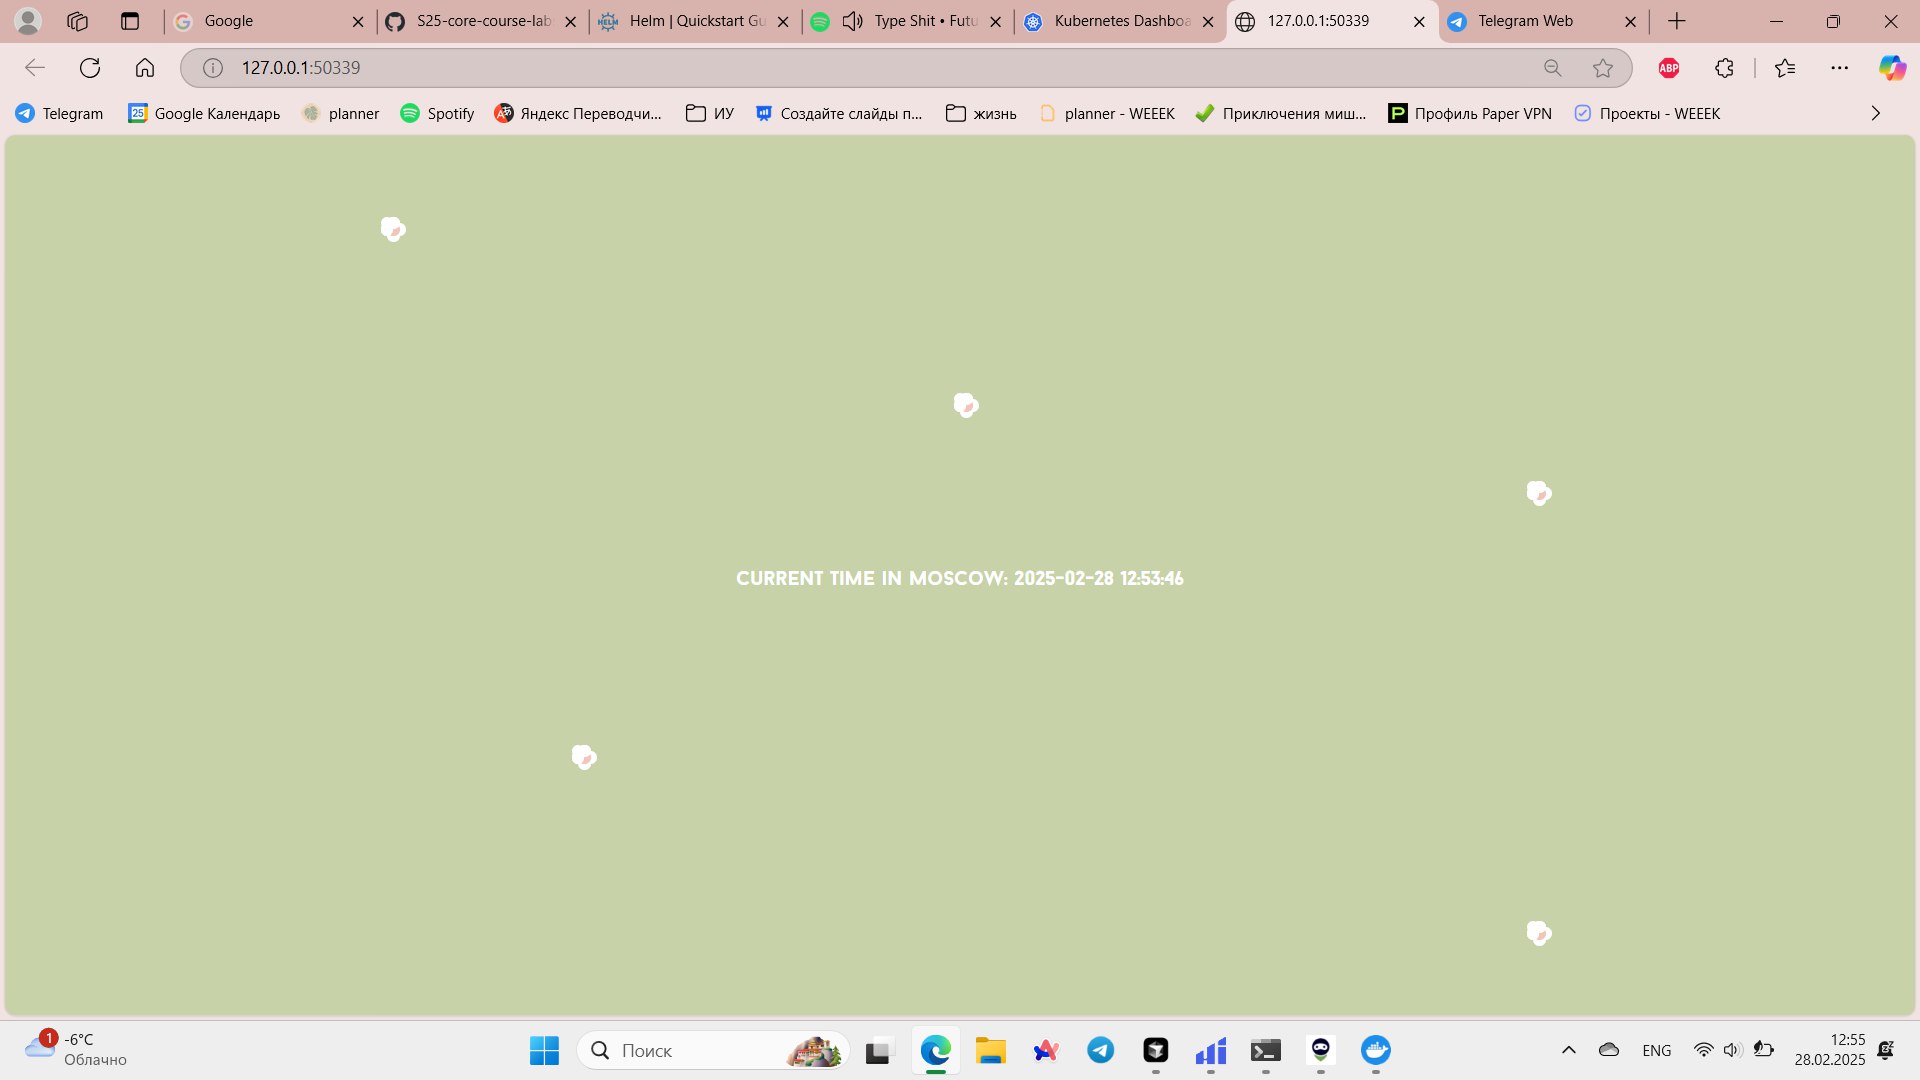 Google
S25-core-course-lab
Helm | Quickstart Gu
Type Shit • Futu
Kubernetes Dashboa
127.0.0.1:50339
Telegram Web
127.0.0.1:50339
ABP
Telegram
25
Google Календарь
planner
Spotify
Яндекс Переводчи...
ИУ
Создайте слайды п...
жизнь
planner - WEEEK
Приключения миш...
Профиль Paper VPN
Проекты - WEEEK
CURRENT TIME IN MOSCOW: 2025-02-28 12:53:46
1
-6°C
Облачно
Поиск
ENG
12:55
28.02.2025